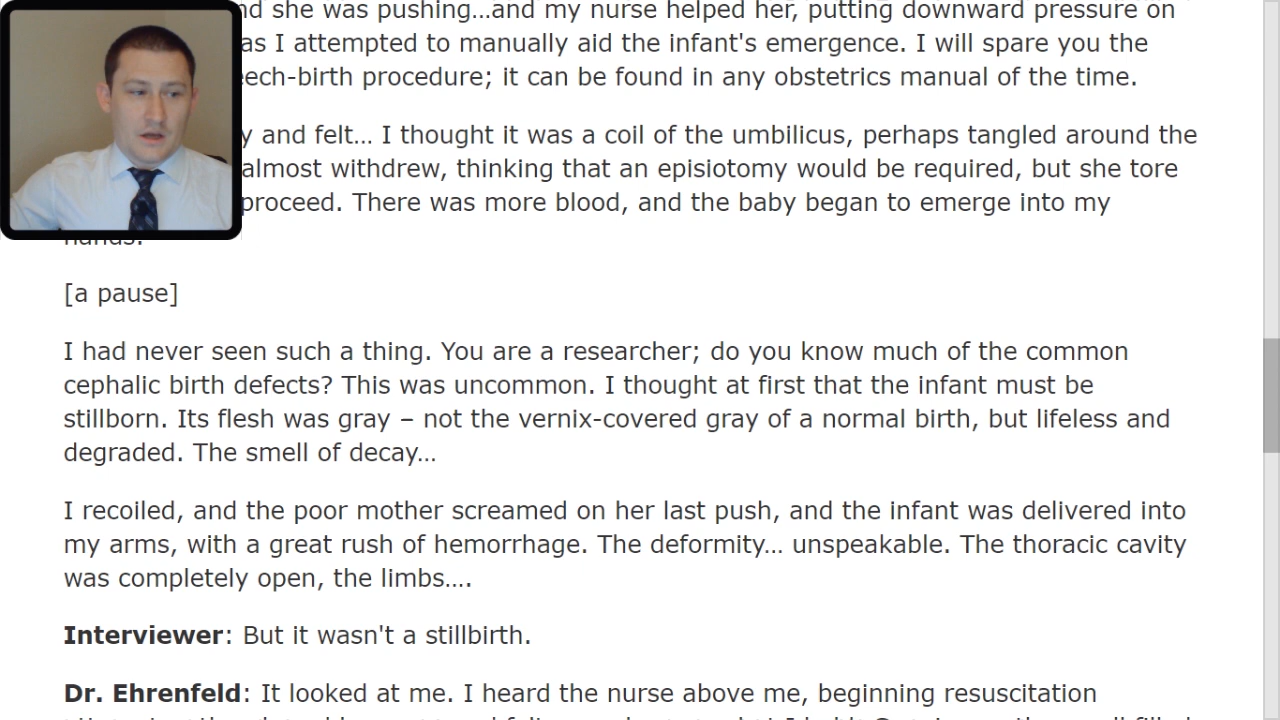 nd she was pushing…and my nurse helped her, putting downward pressure on
as I attempted to manually aid the infant's emergence. I will spare you the
eech-birth procedure; it can be found in any obstetrics manual of the time.
y and felt… I thought it was a coil of the umbilicus, perhaps tangled around the
almost withdrew, thinking that an episiotomy would be required, but she tore
proceed. There was more blood, and the baby began to emerge into my
hands.
[a pause]
I had never seen such a thing. You are a researcher; do you know much of the common
cephalic birth defects? This was uncommon. I thought at first that the infant must be
stillborn. Its flesh was gray – not the vernix-covered gray of a normal birth, but lifeless and
degraded. The smell of decay…
I recoiled, and the poor mother screamed on her last push, and the infant was delivered into
my arms, with a great rush of hemorrhage. The deformity… unspeakable. The thoracic cavity
was completely open, the limbs….
Interviewer: But it wasn't a stillbirth.
Dr. Ehrenfeld: It looked at me. I heard the nurse above me, beginning resuscitation